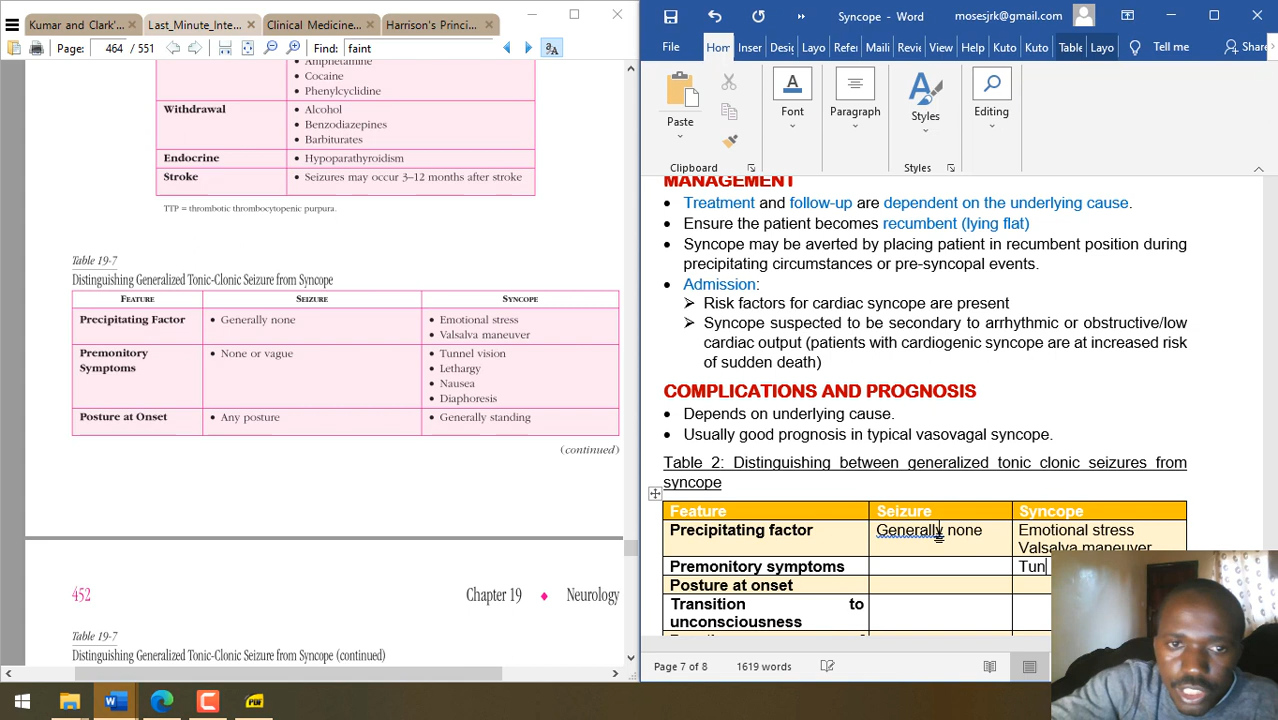 Kumar and Clark'...
Last_Minute_Inte...
Clinical Medicine...
Harrison's Princi...
Page: 464 / 551
Find: faint
Amphetamine
• Cocaine
• Phenylcyclidine
Withdrawal
• Alcohol
• Benzodiazepines
• Barbiturates
Endocrine
• Hypoparathyroidism
Stroke
• Seizures may occur 3–12 months after stroke
TTP = thrombotic thrombocytopenic purpura.
Table 19-7
Distinguishing Generalized Tonic-Clonic Seizure from Syncope
FEATURE SEIZURE SYNCOPE
Precipitating Factor
• Generally none
• Emotional stress
• Valsalva maneuver
Premonitory
Symptoms
• None or vague
• Tunnel vision
• Lethargy
• Nausea
• Diaphoresis
Posture at Onset
• Any posture
• Generally standing
(continued)
452
Chapter 19 ♦ Neurology
Table 19-7
Distinguishing Generalized Tonic-Clonic Seizure from Syncope (continued)
Syncope - Word
mosesjrk@gmail.com
File Hom Inser Desig Layo Refer Maili Revie View Help Kuto Kuto Table Layo Tell me Share
Paste
Font
Paragraph
Styles
Editing
Clipboard
Styles
MANAGEMENT
• Treatment and follow-up are dependent on the underlying cause.
• Ensure the patient becomes recumbent (lying flat)
• Syncope may be averted by placing patient in recumbent position during
precipitating circumstances or pre-syncopal events.
• Admission:
➢ Risk factors for cardiac syncope are present
➢ Syncope suspected to be secondary to arrhythmic or obstructive/low
cardiac output (patients with cardiogenic syncope are at increased risk
of sudden death)
COMPLICATIONS AND PROGNOSIS
• Depends on underlying cause.
• Usually good prognosis in typical vasovagal syncope.
Table 2: Distinguishing between generalized tonic clonic seizures from
syncope
Feature Seizure Syncope
Precipitating factor Generally none Emotional stress
Valsalva maneuver
Premonitory symptoms Tun
Posture at onset
Transition to
unconsciousness
Page 7 of 8 1619 words